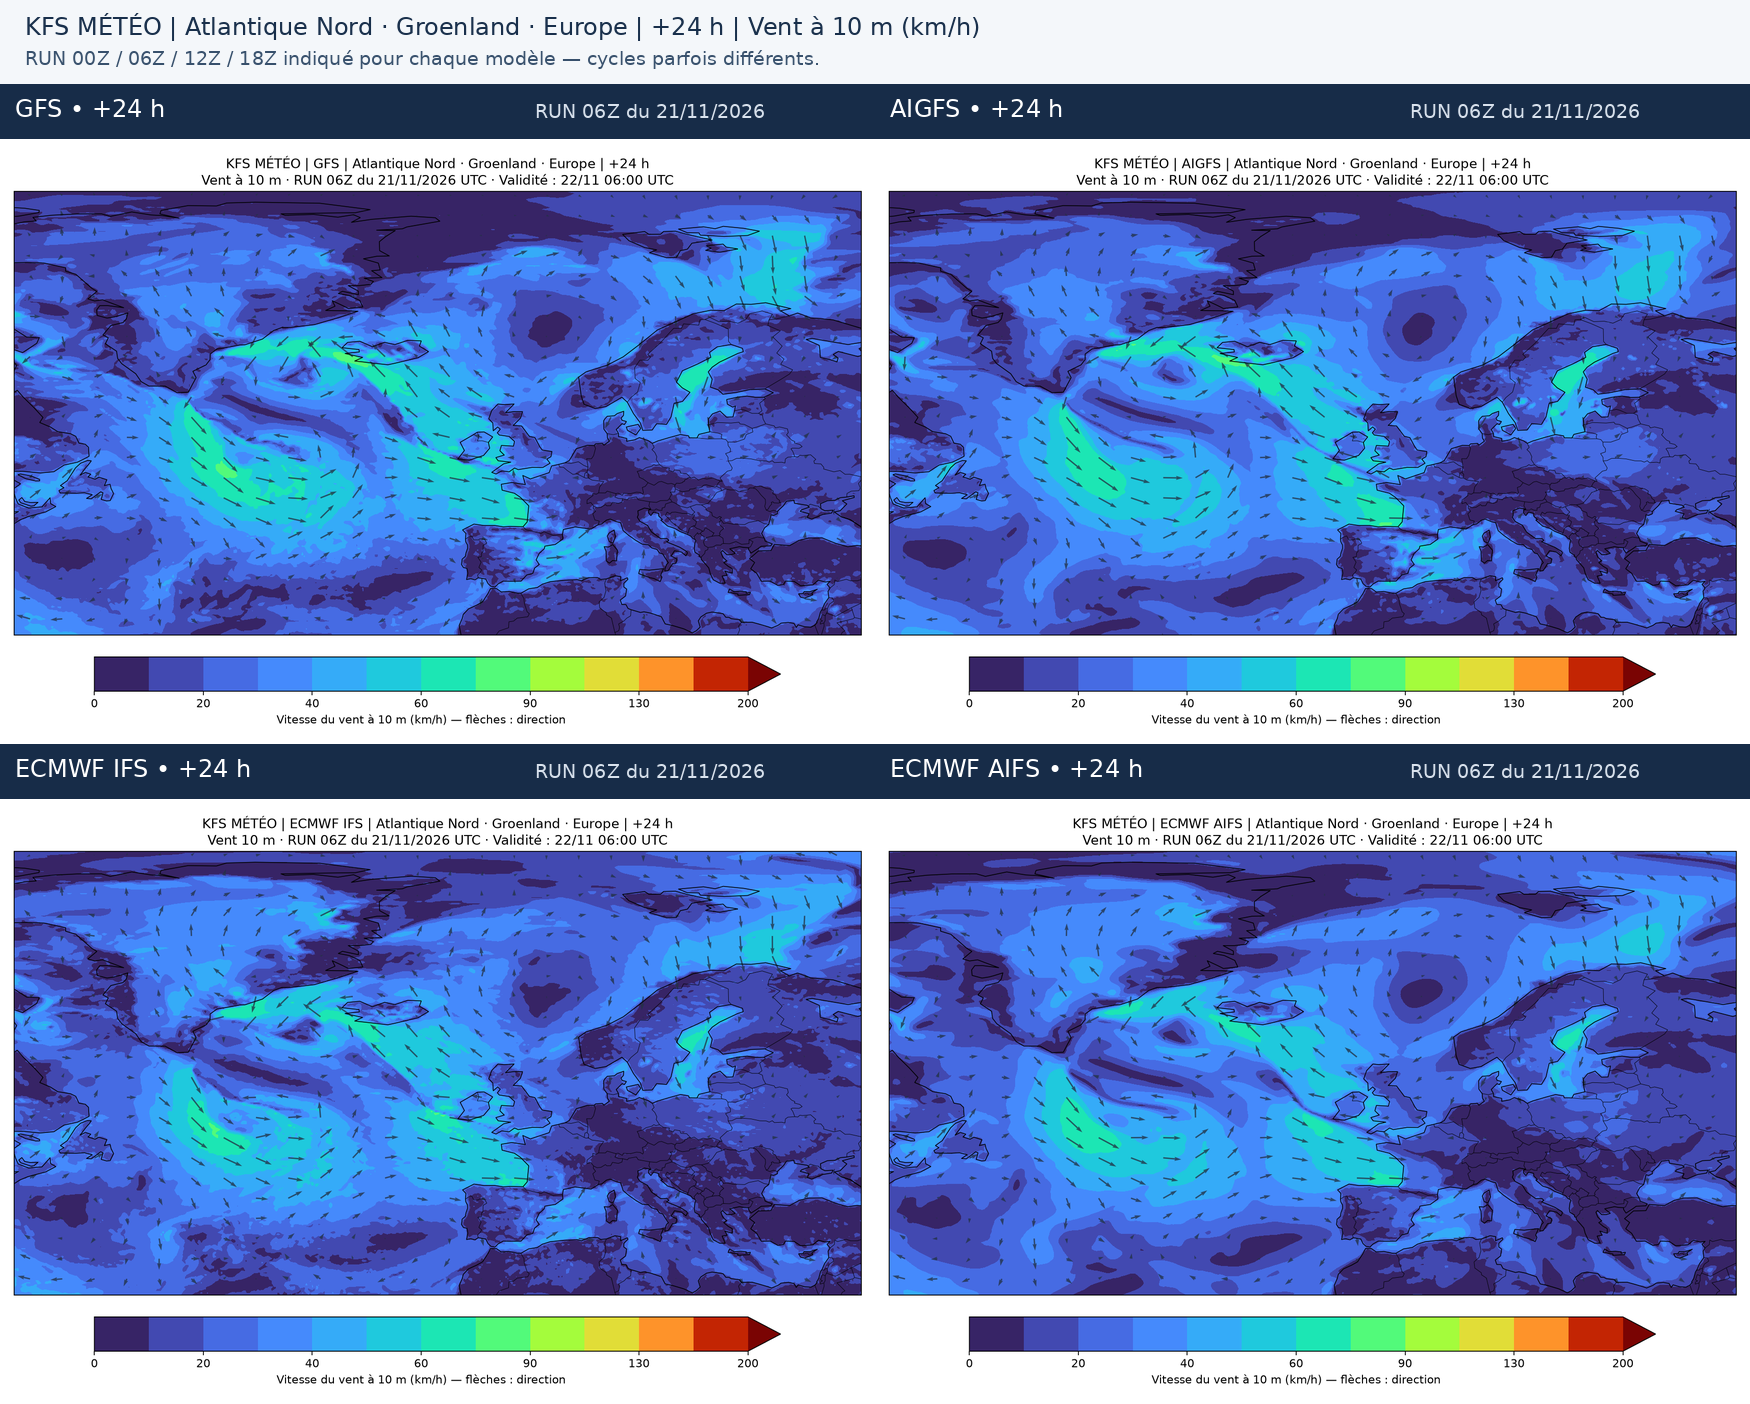 KFS MÉTÉO | Atlantique Nord · Groenland · Europe | +24 h | Vent à 10 m (km/h)
RUN 00Z / 06Z / 12Z / 18Z indiqué pour chaque modèle — cycles parfois différents.
GFS • +24 h RUN 06Z du 21/11/2026
KFS MÉTÉO | GFS | Atlantique Nord · Groenland · Europe | +24 h
Vent à 10 m · RUN 06Z du 21/11/2026 UTC · Validité : 22/11 06:00 UTC
0 20 40 60 90 130 200
Vitesse du vent à 10 m (km/h) — flèches : direction
AIGFS • +24 h RUN 06Z du 21/11/2026
KFS MÉTÉO | AIGFS | Atlantique Nord · Groenland · Europe | +24 h
Vent à 10 m · RUN 06Z du 21/11/2026 UTC · Validité : 22/11 06:00 UTC
0 20 40 60 90 130 200
Vitesse du vent à 10 m (km/h) — flèches : direction
ECMWF IFS • +24 h RUN 06Z du 21/11/2026
KFS MÉTÉO | ECMWF IFS | Atlantique Nord · Groenland · Europe | +24 h
Vent 10 m · RUN 06Z du 21/11/2026 UTC · Validité : 22/11 06:00 UTC
0 20 40 60 90 130 200
Vitesse du vent à 10 m (km/h) — flèches : direction
ECMWF AIFS • +24 h RUN 06Z du 21/11/2026
KFS MÉTÉO | ECMWF AIFS | Atlantique Nord · Groenland · Europe | +24 h
Vent 10 m · RUN 06Z du 21/11/2026 UTC · Validité : 22/11 06:00 UTC
0 20 40 60 90 130 200
Vitesse du vent à 10 m (km/h) — flèches : direction